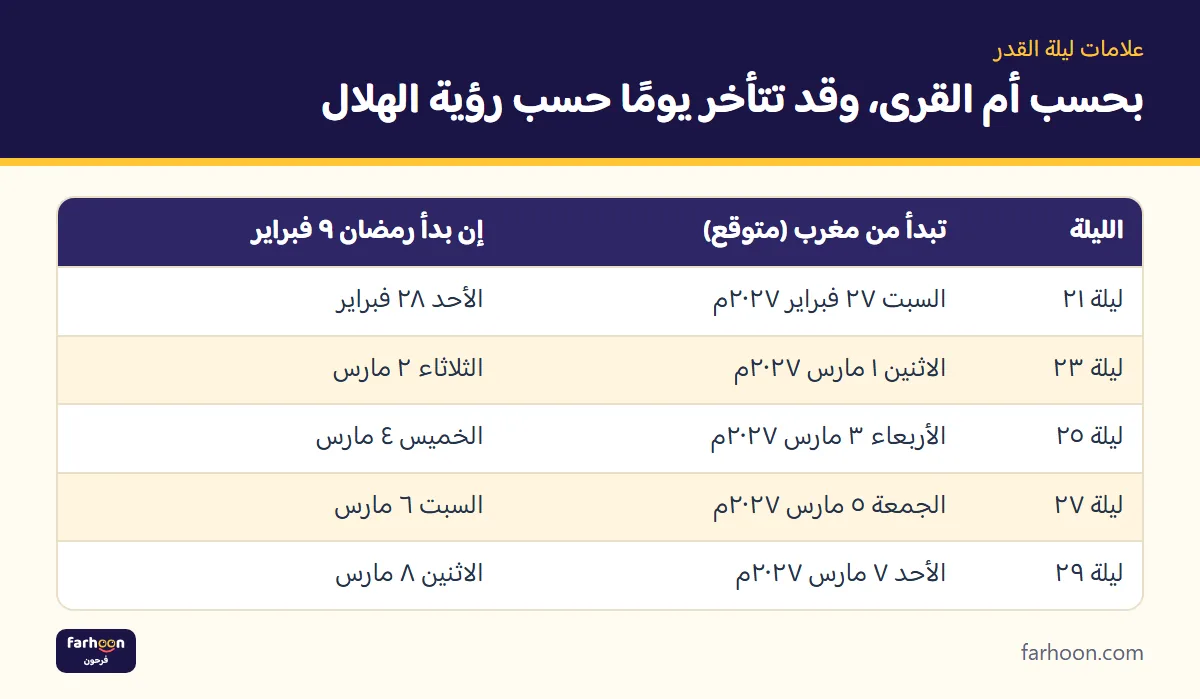 علامات ليلة القدر
بحسب أم القرى، وقد تتأخر يومًا حسب رؤية الهلال
الليلة تبدأ من مغرب (متوقع) إن بدأ رمضان ٩ فبراير
ليلة ٢١ السبت ٢٧ فبراير ٢٠٢٧م الأحد ٢٨ فبراير
ليلة ٢٣ الاثنين ١ مارس ٢٠٢٧م الثلاثاء ٢ مارس
ليلة ٢٥ الأربعاء ٣ مارس ٢٠٢٧م الخميس ٤ مارس
ليلة ٢٧ الجمعة ٥ مارس ٢٠٢٧م السبت ٦ مارس
ليلة ٢٩ الأحد ٧ مارس ٢٠٢٧م الاثنين ٨ مارس
farhoon.com
farhoon
فرحون